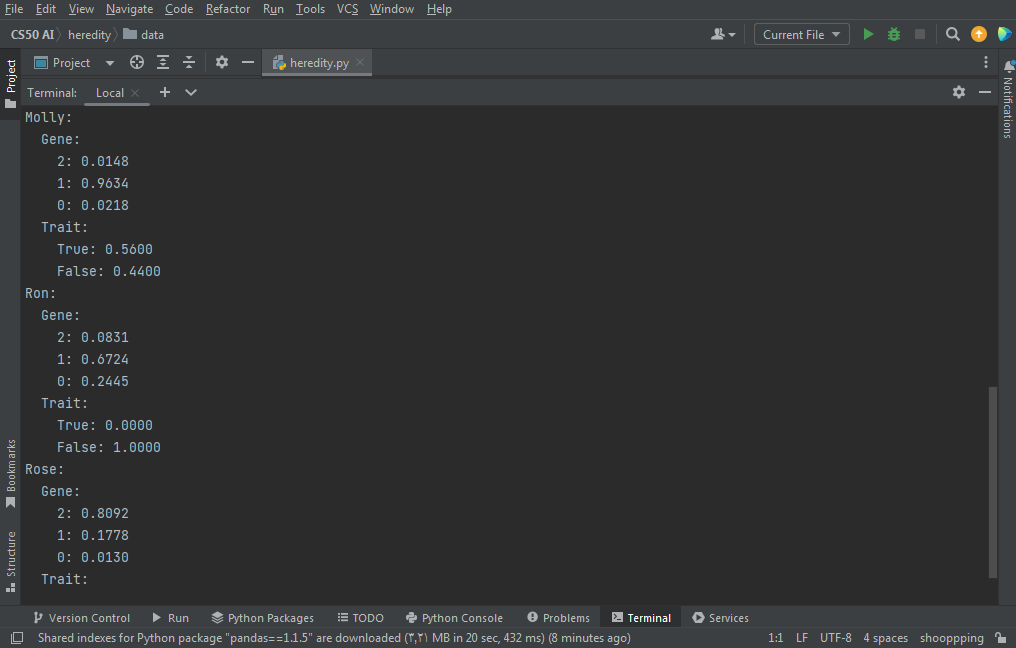 File Edit View Navigate Code Refactor Run Tools VCS Window Help
CS50 AI heredity data Current File
Project heredity.py
Terminal: Local
Molly:
Gene:
2: 0.0148
1: 0.9634
0: 0.0218
Trait:
True: 0.5600
False: 0.4400
Ron:
Gene:
2: 0.0831
1: 0.6724
0: 0.2445
Trait:
True: 0.0000
False: 1.0000
Rose:
Gene:
2: 0.8092
1: 0.1778
0: 0.0130
Trait:
Project
Bookmarks
Structure
Notifications
Version Control Run Python Packages TODO Python Console Problems Terminal Services
Shared indexes for Python package "pandas==1.1.5" are downloaded (۳,۲۱ MB in 20 sec, 432 ms) (8 minutes ago) 1:1 LF UTF-8 4 spaces shooppping